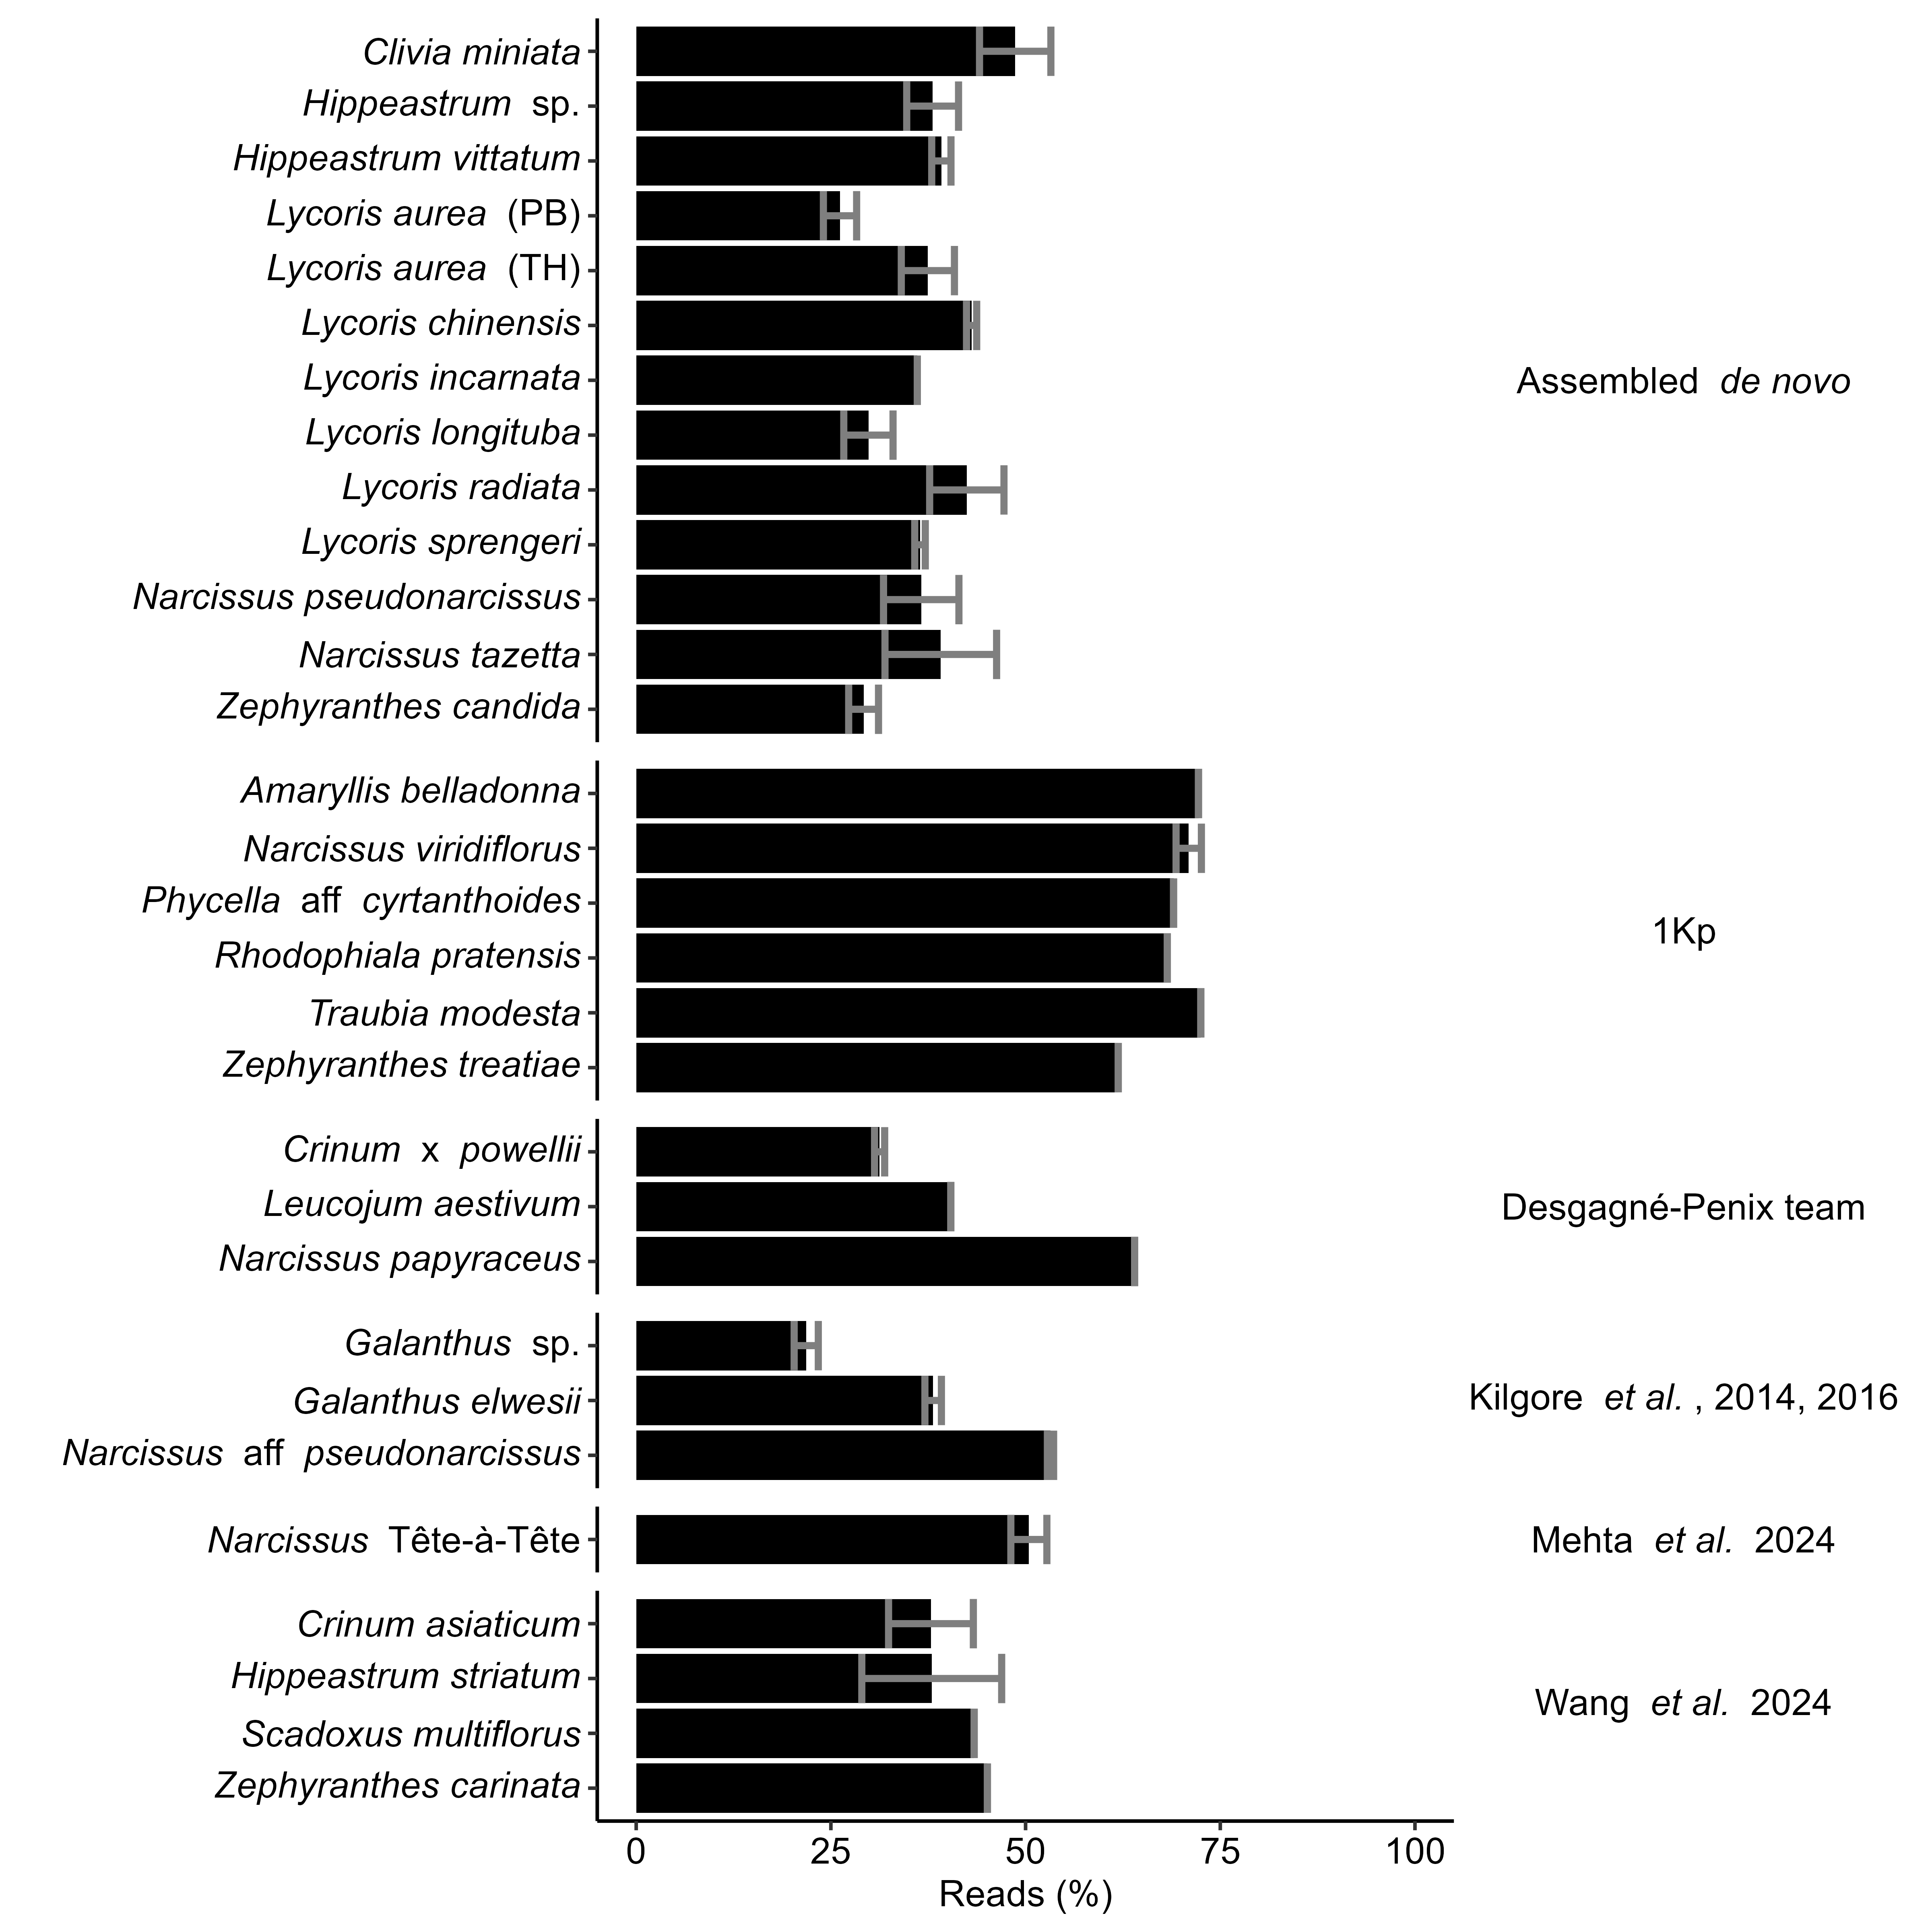 Clivia miniata
Hippeastrum sp.
Hippeastrum vittatum
Lycoris aurea (PB)
Lycoris aurea (TH)
Lycoris chinensis
Lycoris incarnata
Lycoris longituba
Lycoris radiata
Lycoris sprengeri
Narcissus pseudonarcissus
Narcissus tazetta
Zephyranthes candida
Assembled de novo
Amaryllis belladonna
Narcissus viridiflorus
Phycella aff cyrtanthoides
Rhodophiala pratensis
Traubia modesta
Zephyranthes treatiae
1Kp
Crinum x powellii
Leucojum aestivum
Narcissus papyraceus
Desgagné-Penix team
Galanthus sp.
Galanthus elwesii
Narcissus aff pseudonarcissus
Kilgore et al. , 2014, 2016
Narcissus Tête-à-Tête
Mehta et al. 2024
Crinum asiaticum
Hippeastrum striatum
Scadoxus multiflorus
Zephyranthes carinata
Wang et al. 2024
0 25 50 75 100
Reads (%)